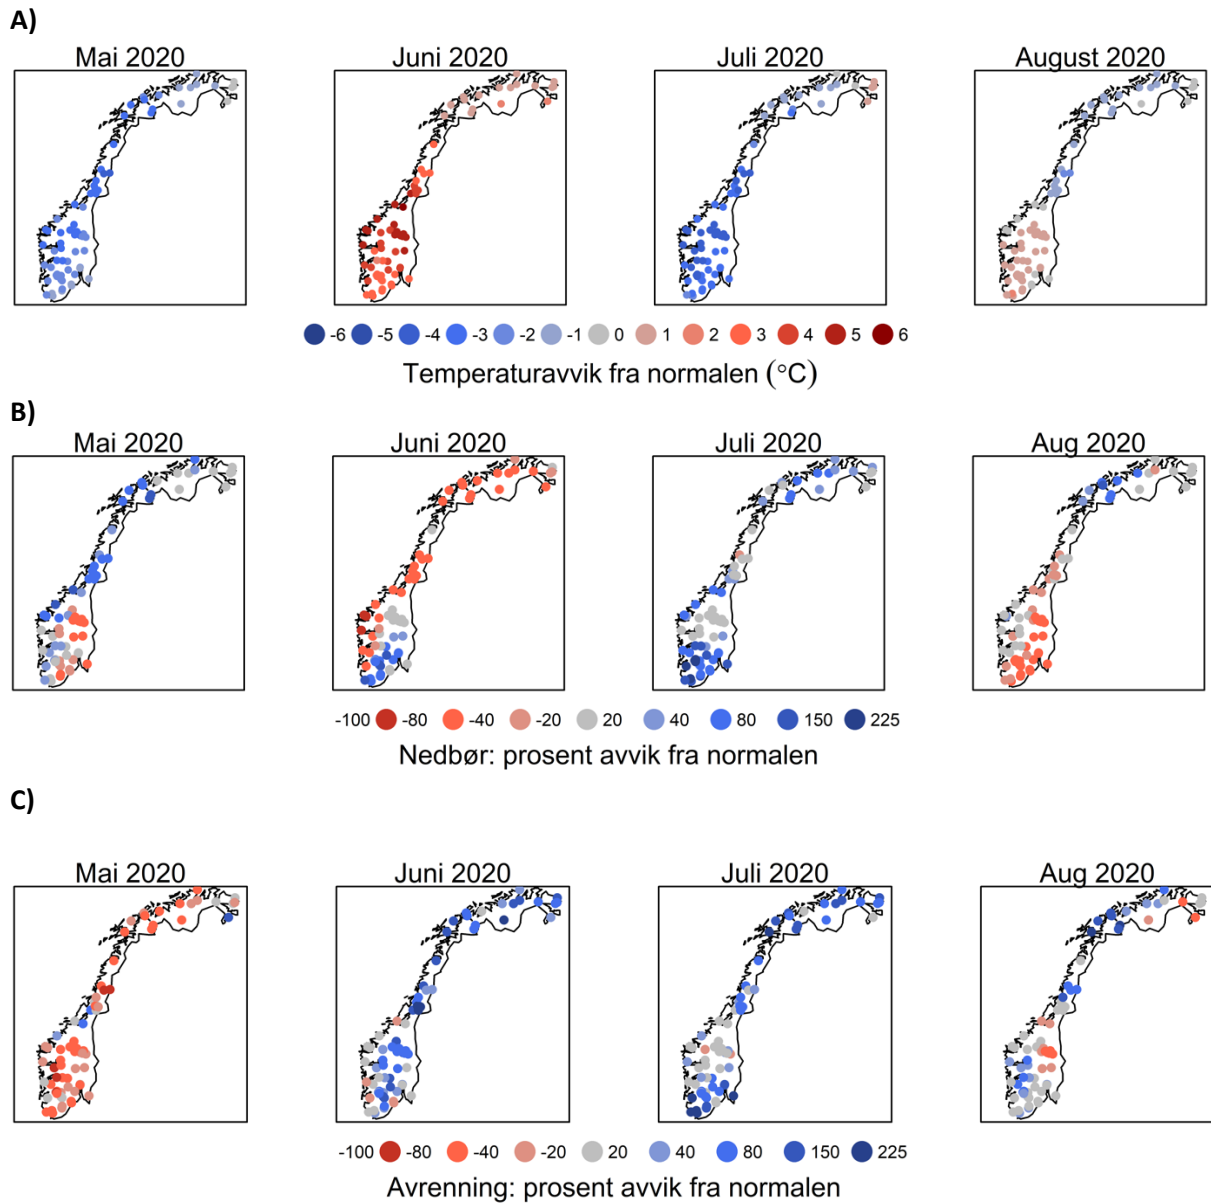 A)
Mai 2020 Juni 2020 Juli 2020 August 2020
-6 -5 -4 -3 -2 -1 0 1 2 3 4 5 6
Temperaturavvik fra normalen (°C)
B)
Mai 2020 Juni 2020 Juli 2020 Aug 2020
-100 -80 -40 -20 20 40 80 150 225
Nedbør: prosent avvik fra normalen
C)
Mai 2020 Juni 2020 Juli 2020 Aug 2020
-100 -80 -40 -20 20 40 80 150 225
Avrenning: prosent avvik fra normalen